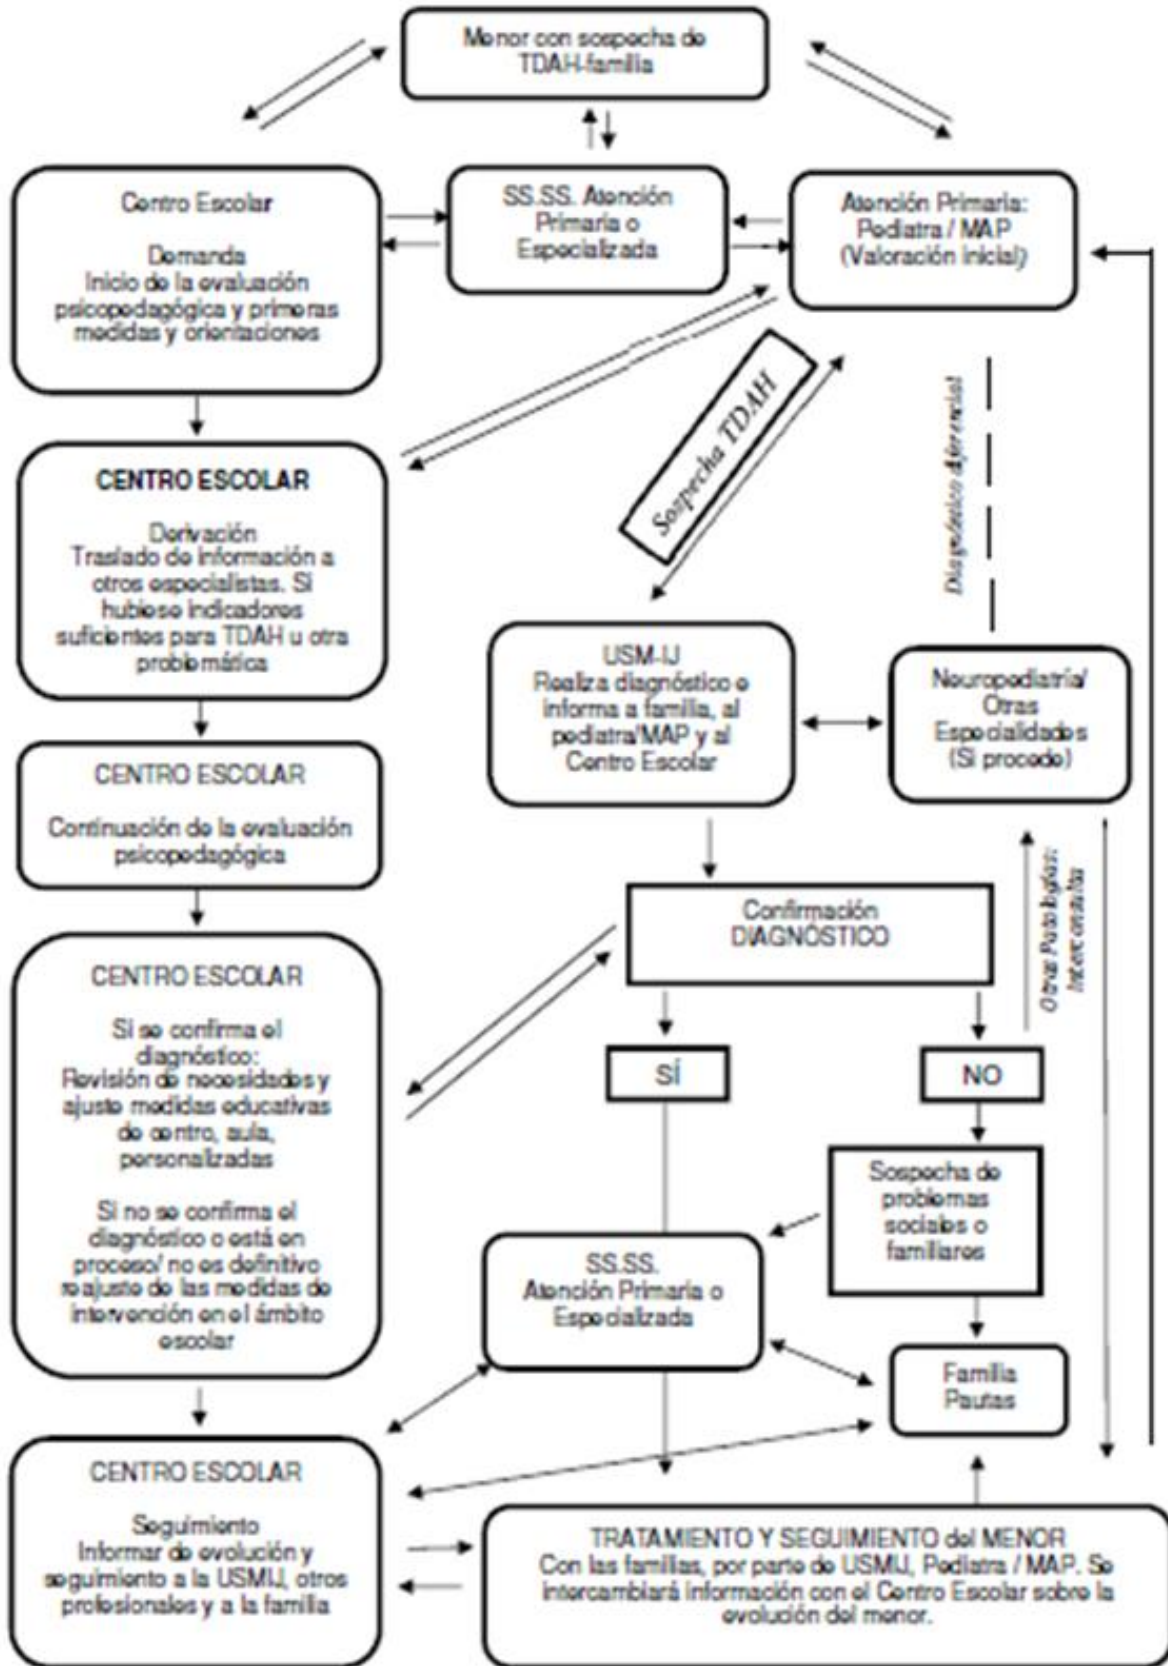 Menor con sospecha de
TDAH-familia
Centro Escolar
Demanda
Inicio de la evaluación
psicopedagógica y primeras
medidas y orientaciones
SS.SS. Atención
Primaria o
Especializada
Atención Primaria:
Pediatra / MAP
(Valoración inicial)
Sospecha TDAH
Diagnóstico diferencial
CENTRO ESCOLAR
Derivación
Traslado de información a
otros especialistas. Si
hubiese indicadores
suficientes para TDAH u otra
problemática
USM-IJ
Realiza diagnóstico e
informa a familia, al
pediatra/MAP y al
Centro Escolar
Neuropediatría/
Otras
Especialidades
(Si procede)
CENTRO ESCOLAR
Continuación de la evaluación
psicopedagógica
Confirmación
DIAGNÓSTICO
Otras Patologías:
Interconsulta
CENTRO ESCOLAR
Si se confirma el
diagnóstico:
Revisión de necesidades y
ajuste medidas educativas
de centro, aula,
personalizadas
Si no se confirma el
diagnóstico o está en
proceso/ no es definitivo
reajuste de las medidas de
intervención en el ámbito
escolar
SÍ
NO
Sospecha de
problemas
sociales o
familiares
SS.SS.
Atención Primaria o
Especializada
Familia
Pautas
CENTRO ESCOLAR
Seguimiento
Informar de evolución y
seguimiento a la USMIJ, otros
profesionales y a la familia
TRATAMIENTO Y SEGUIMIENTO del MENOR
Con las familias, por parte de USMIJ, Pediatra / MAP. Se
intercambiará información con el Centro Escolar sobre la
evolución del menor.